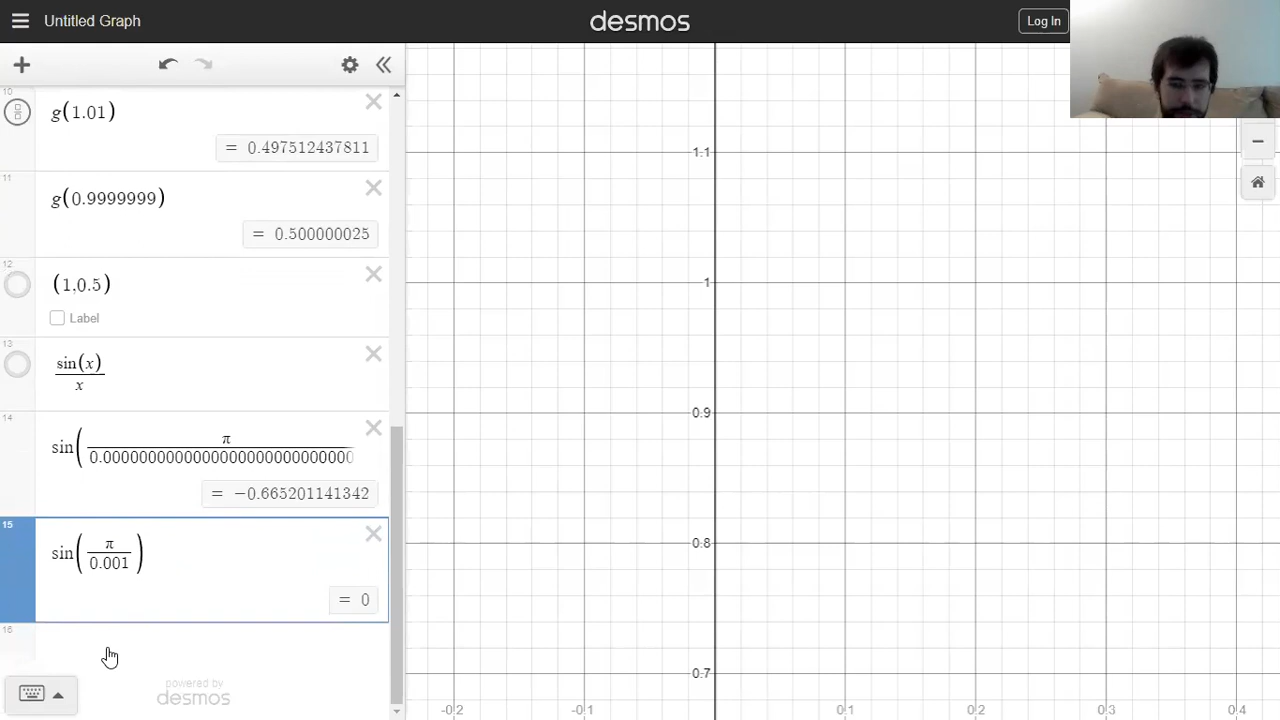 Untitled Graph
desmos
Log In
10
g(1.01)
= 0.497512437811
11
g(0.9999999)
= 0.500000025
12
(1,0.5)
Label
13
sin(x)
x
14
π
sin(
0.0000000000000000000000000000
= −0.665201141342
15
sin(π/0.001)
= 0
16
powered by
desmos
1.1
1
0.9
0.8
0.7
-0.2 -0.1 0.1 0.2 0.3 0.4